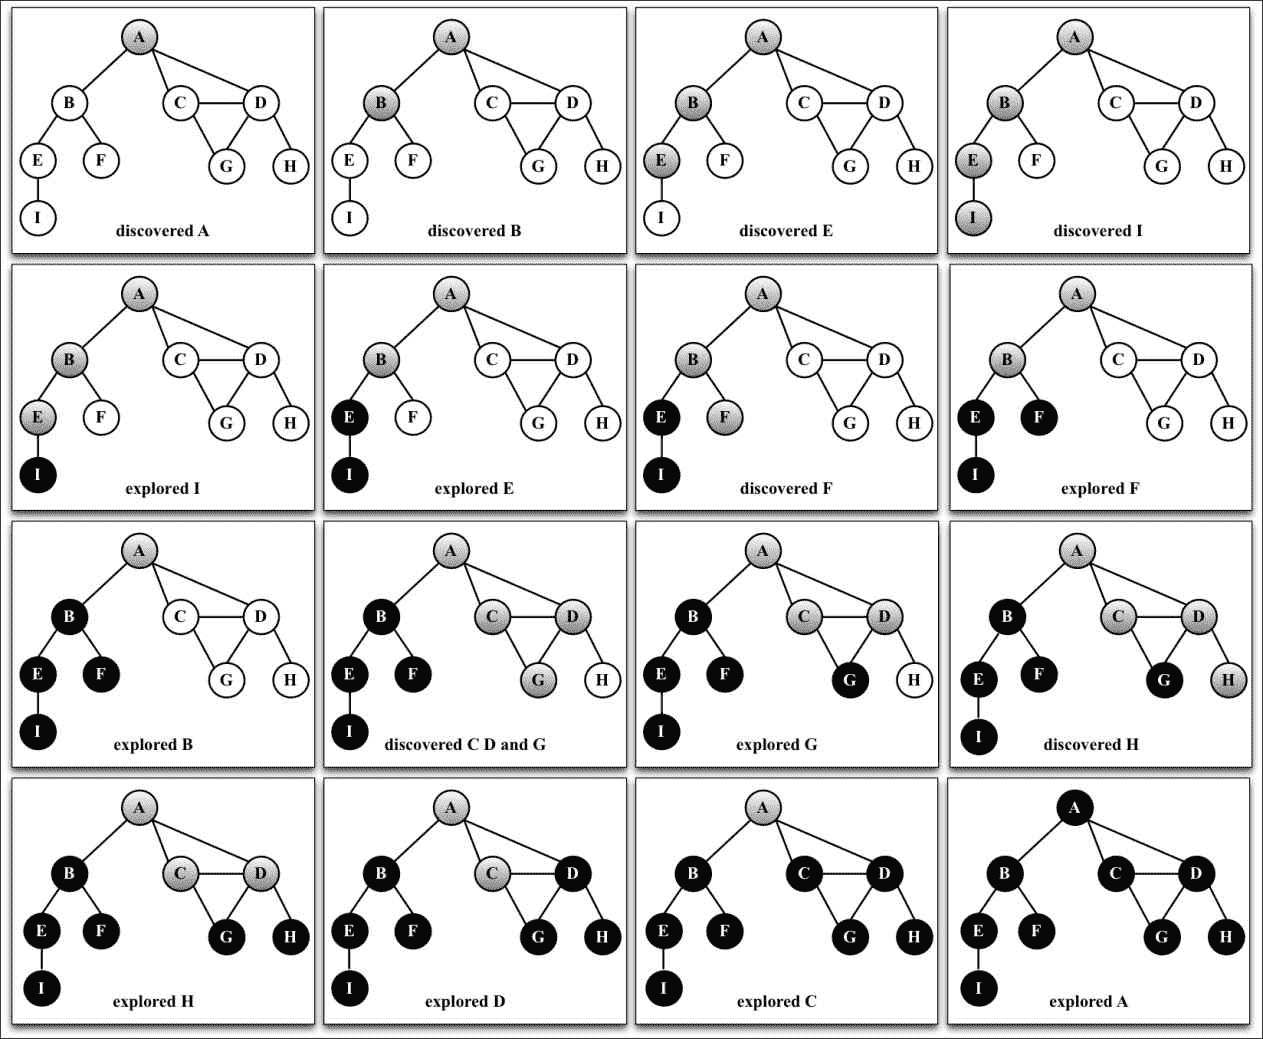 A
B C D
E F G H
I
discovered A
A
B C D
E F G H
I
discovered B
A
B C D
E F G H
I
discovered E
A
B C D
E F G H
I
discovered I
A
B C D
E F G H
I
explored I
A
B C D
E F G H
I
explored E
A
B C D
E F G H
I
discovered F
A
B C D
E F G H
I
explored F
A
B C D
E F G H
I
explored B
A
B C D
E F G H
I
discovered C D and G
A
B C D
E F G H
I
explored G
A
B C D
E F G H
I
discovered H
A
B C D
E F G H
I
explored H
A
B C D
E F G H
I
explored D
A
B C D
E F G H
I
explored C
A
B C D
E F G H
I
explored A